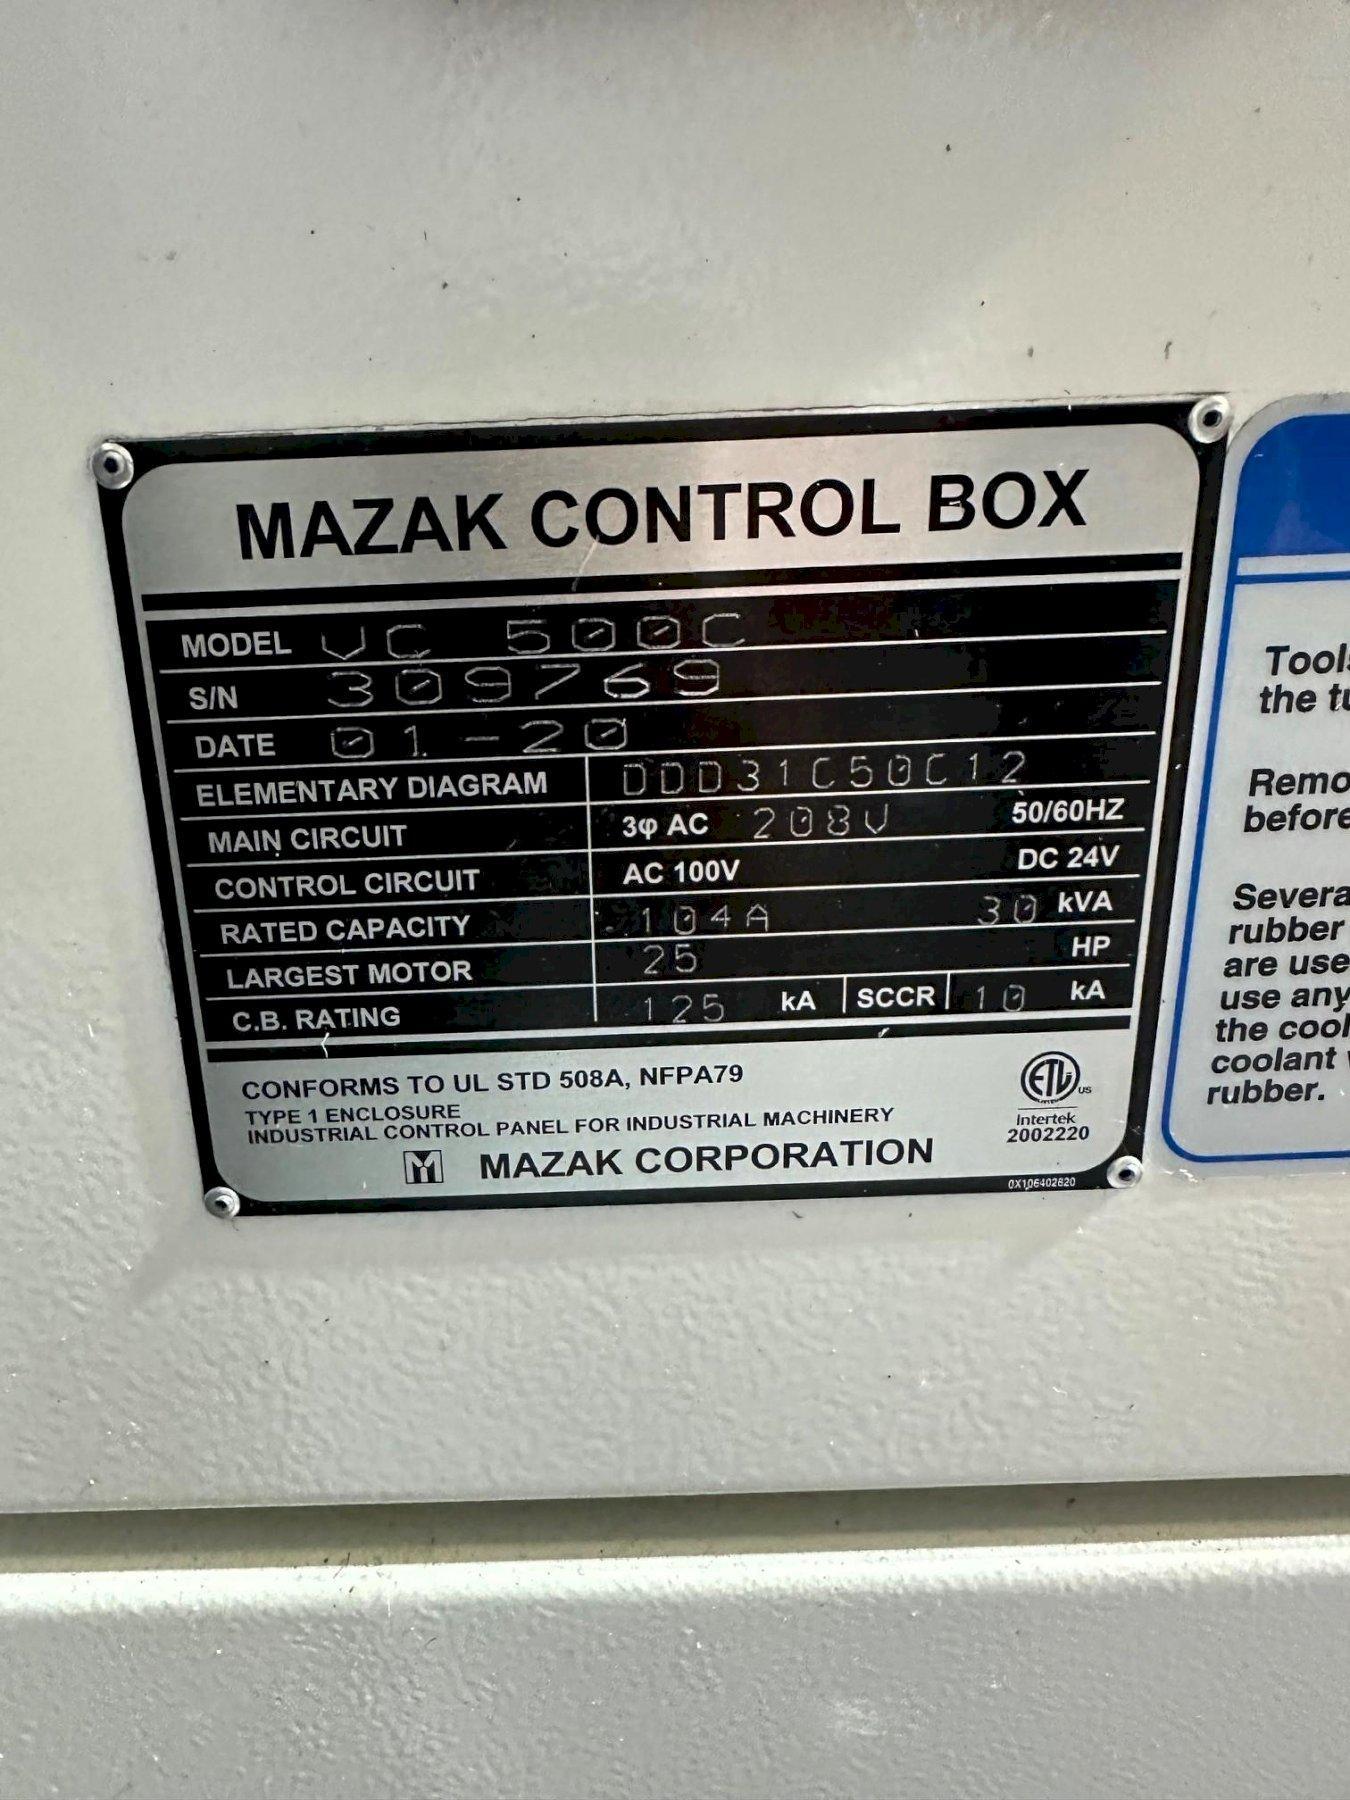 MAZAK CONTROL BOX
MODEL VC 500C
S/N 309769
DATE 01-20
ELEMENTARY DIAGRAM DDD31C50C12
MAIN CIRCUIT 3φ AC 208V 50/60HZ
CONTROL CIRCUIT AC 100V DC 24V
RATED CAPACITY 104A 30 kVA
LARGEST MOTOR 25 HP
C.B. RATING 125 kA SCCR 10 kA
CONFORMS TO UL STD 508A, NFPA79
TYPE 1 ENCLOSURE
INDUSTRIAL CONTROL PANEL FOR INDUSTRIAL MACHINERY
MAZAK CORPORATION
ETL US
Intertek
2002220
0X106402820
the
before
Severa
rubber
are use
use any
the cool
coolant
rubber.